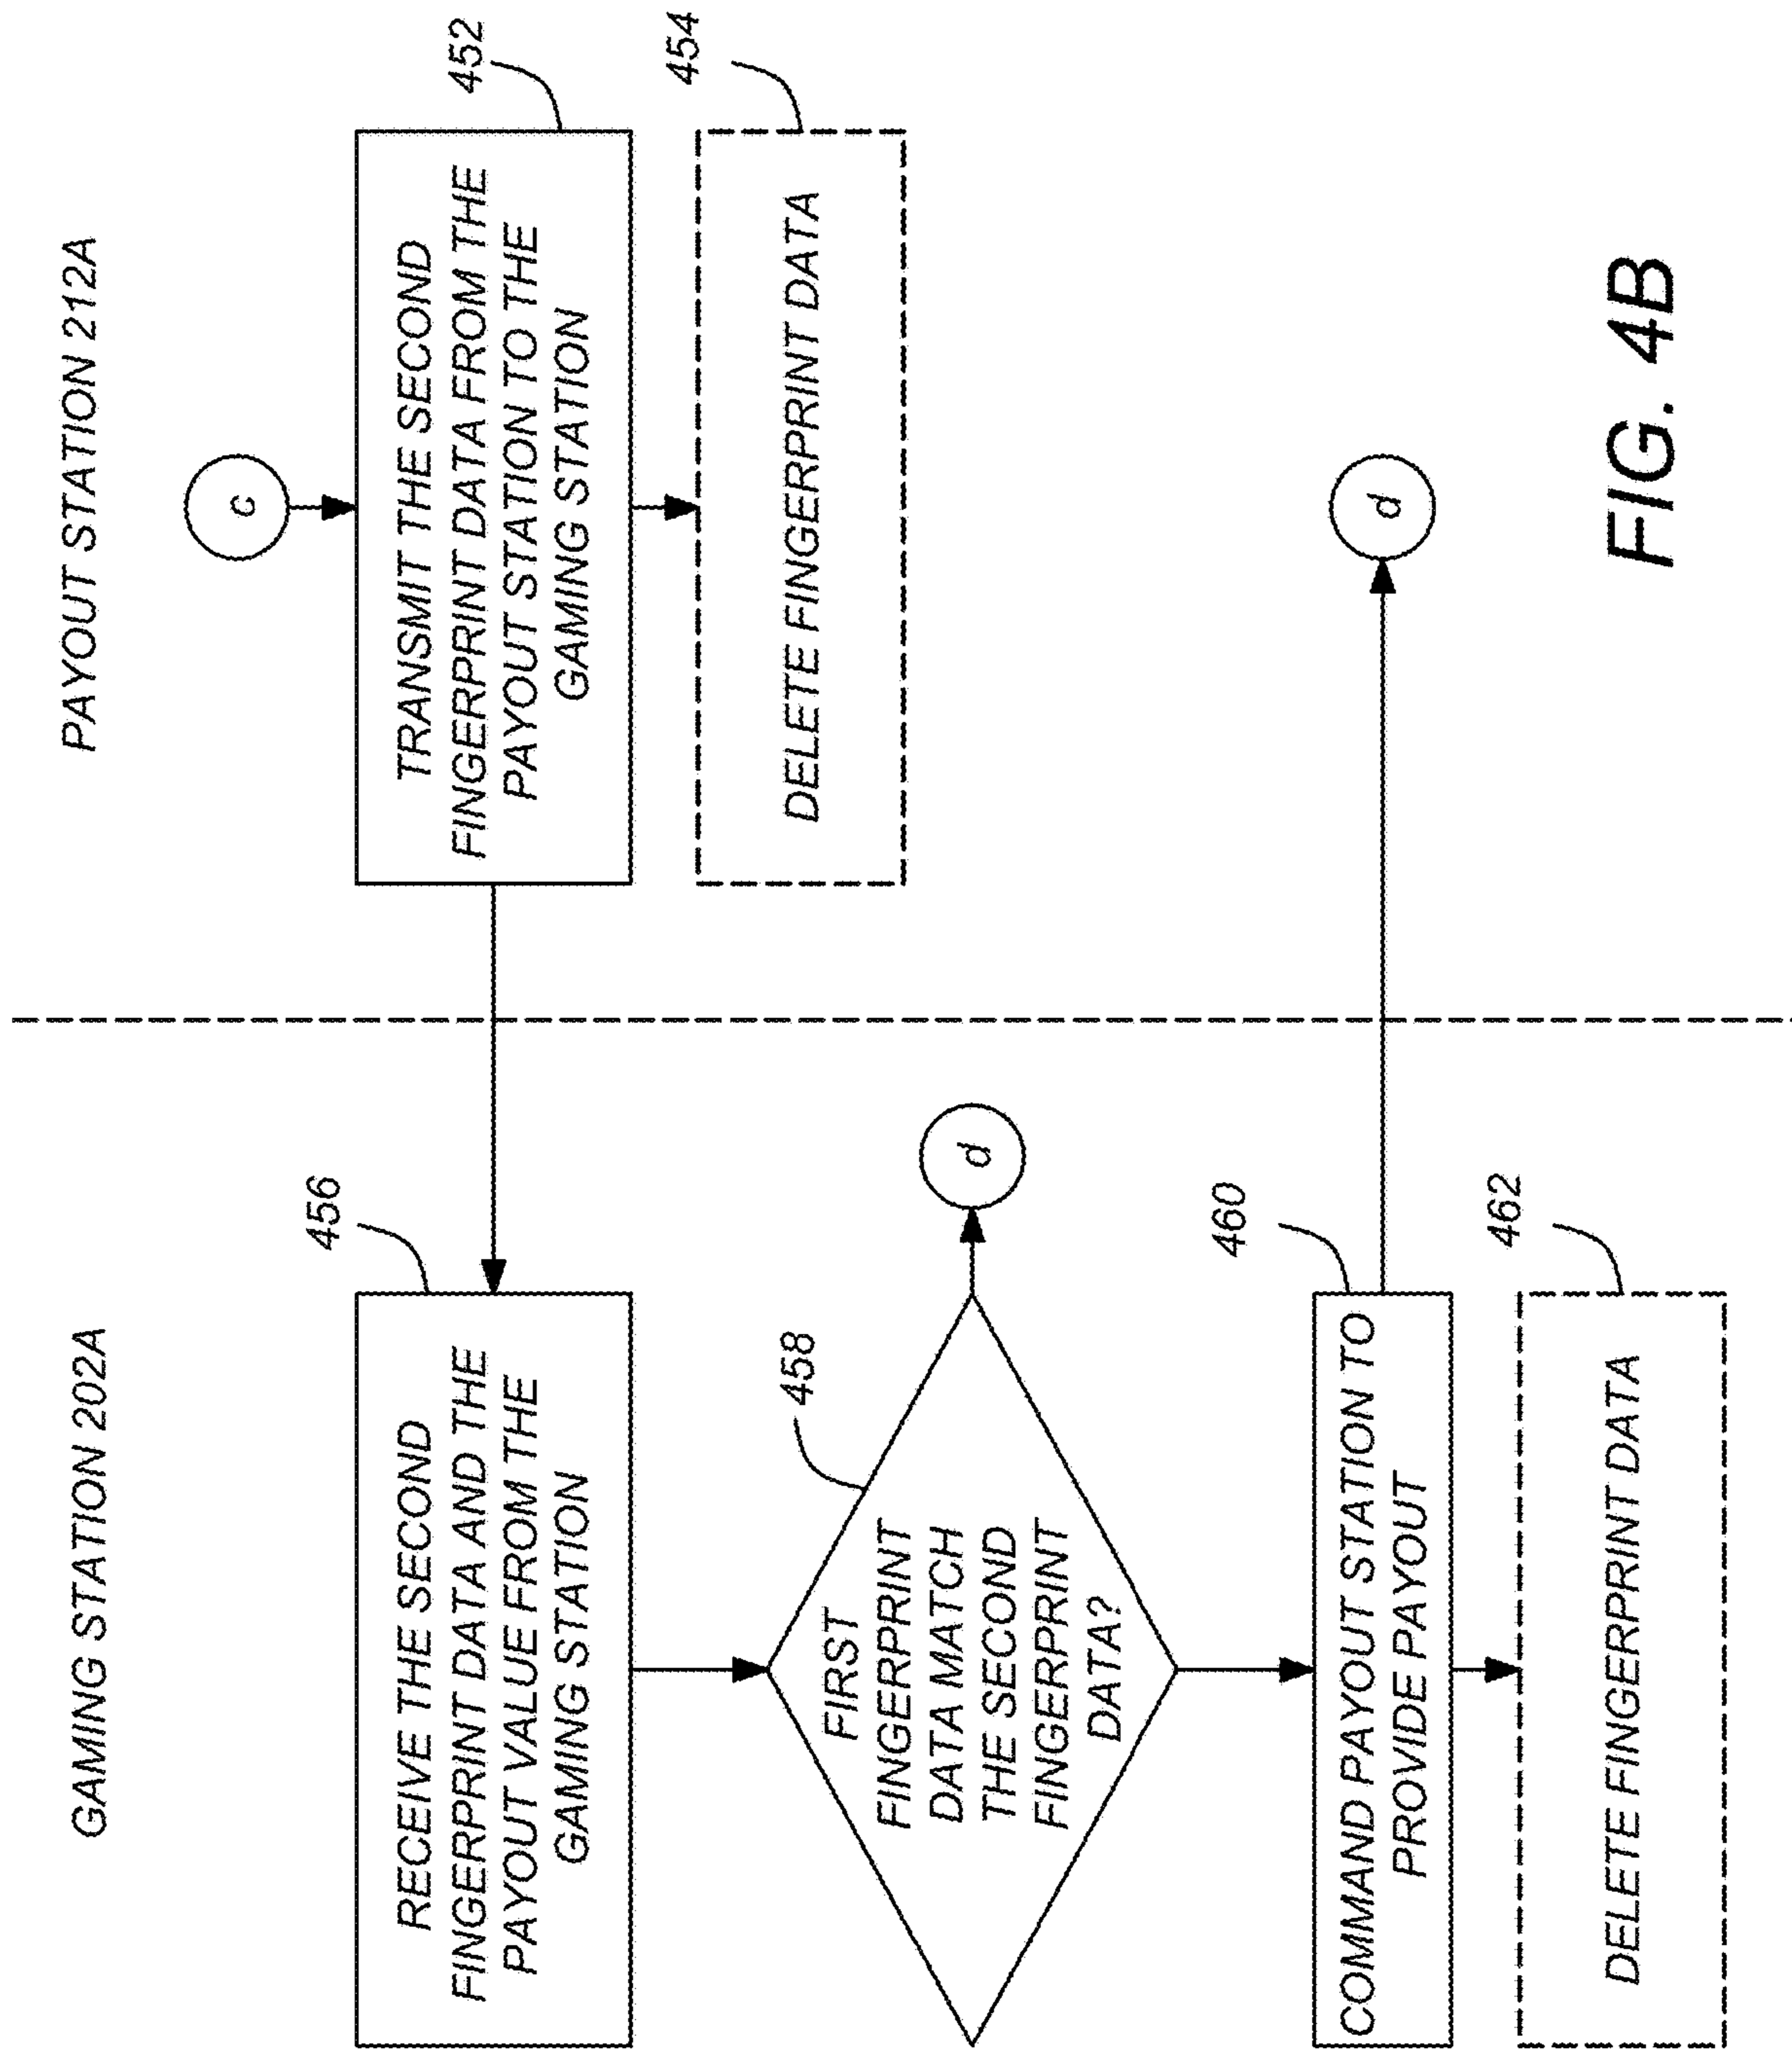 GAMING STATION 202A
PAYOUT STATION 212A
c
452
TRANSMIT THE SECOND
FINGERPRINT DATA FROM THE
PAYOUT STATION TO THE
GAMING STATION
454
DELETE FINGERPRINT DATA
456
RECEIVE THE SECOND
FINGERPRINT DATA AND THE
PAYOUT VALUE FROM THE
GAMING STATION
458
FIRST
FINGERPRINT
DATA MATCH
THE SECOND
FINGERPRINT
DATA?
d
460
COMMAND PAYOUT STATION TO
PROVIDE PAYOUT
d
462
DELETE FINGERPRINT DATA
FIG. 4B